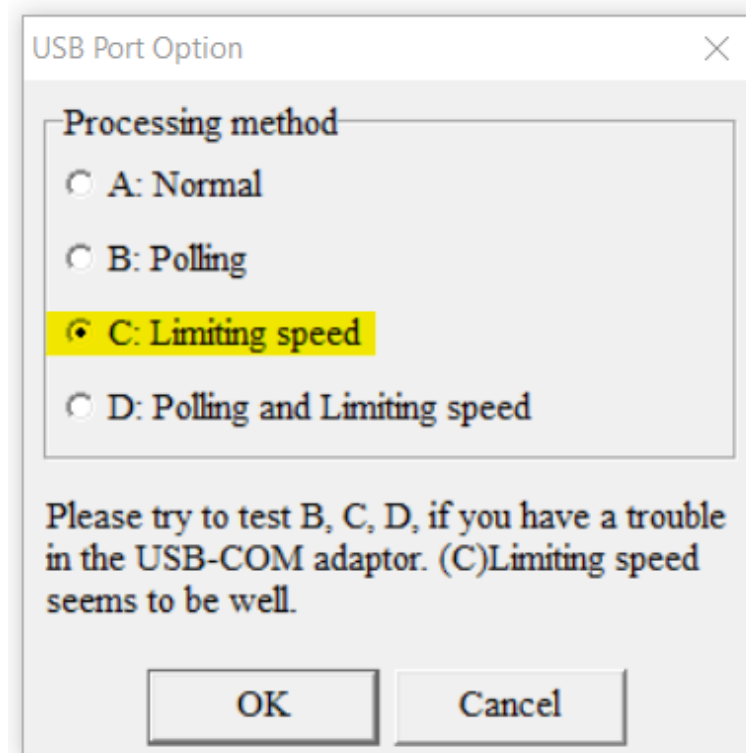 USB Port Option
Processing method
A: Normal
B: Polling
C: Limiting speed
D: Polling and Limiting speed
Please try to test B, C, D, if you have a trouble
in the USB-COM adaptor. (C)Limiting speed
seems to be well.
OK
Cancel